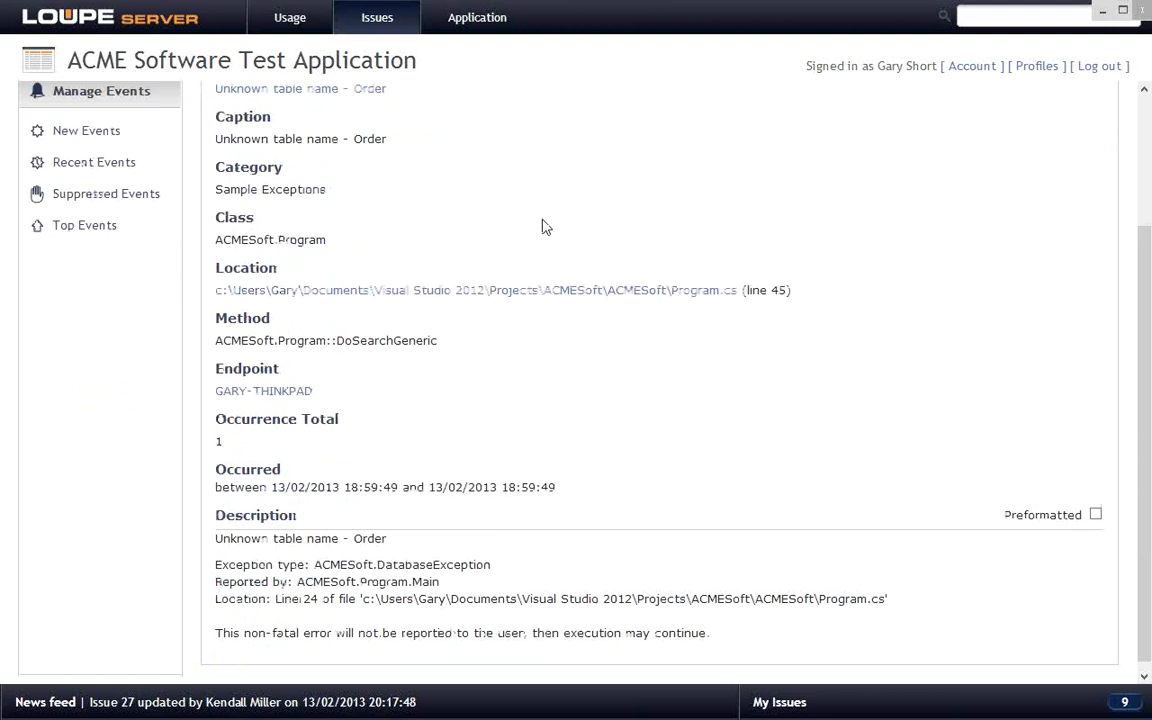 LOUPE SERVER
Usage
Issues
Application
ACME Software Test Application
Signed in as Gary Short [ Account ] [ Profiles ] [ Log out ]
Manage Events
New Events
Recent Events
Suppressed Events
Top Events
Unknown table name - Order
Caption
Unknown table name - Order
Category
Sample Exceptions
Class
ACMESoft.Program
Location
c:\Users\Gary\Documents\Visual Studio 2012\Projects\ACMESoft\ACMESoft\Program.cs (line 45)
Method
ACMESoft.Program::DoSearchGeneric
Endpoint
GARY-THINKPAD
Occurrence Total
1
Occurred
between 13/02/2013 18:59:49 and 13/02/2013 18:59:49
Description
Preformatted
Unknown table name - Order
Exception type: ACMESoft.DatabaseException
Reported by: ACMESoft.Program.Main
Location: Line 24 of file 'c:\Users\Gary\Documents\Visual Studio 2012\Projects\ACMESoft\ACMESoft\Program.cs'
This non-fatal error will not be reported to the user, then execution may continue.
News feed | Issue 27 updated by Kendall Miller on 13/02/2013 20:17:48
My Issues
9